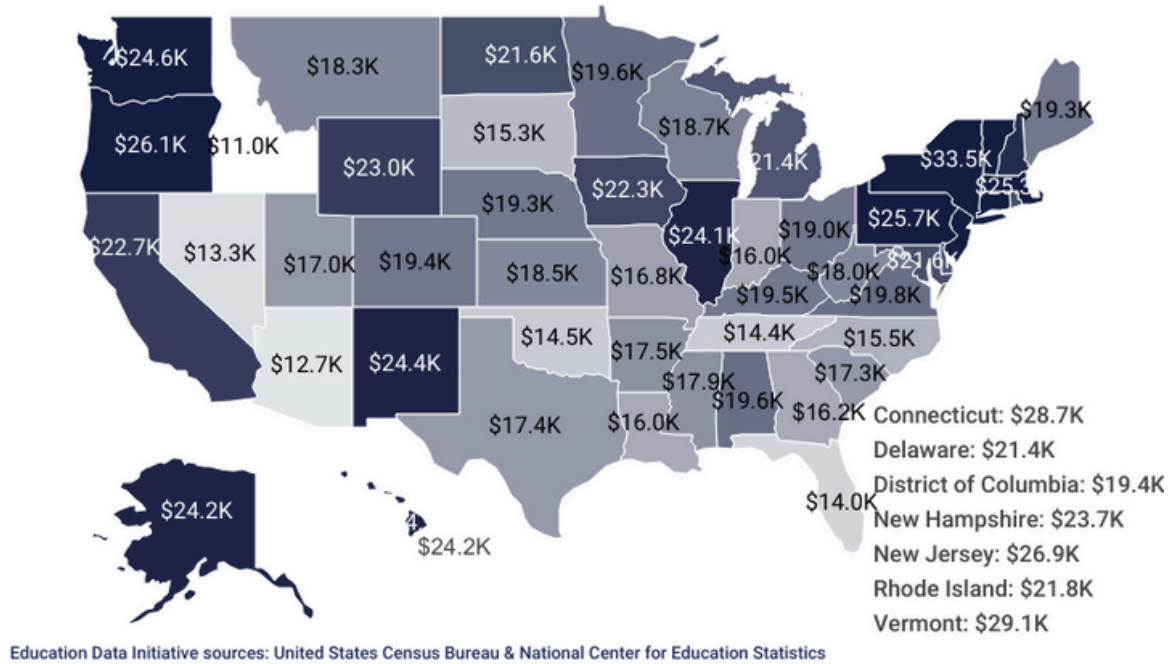 $24.6K
$18.3K
$21.6K
$19.6K
$19.3K
$26.1K
$11.0K
$15.3K
$18.7K
$23.0K
$22.3K
21.4K
$33.5K
$25.3
$19.3K
$25.7K
$22.7K
$13.3K
$17.0K
$19.4K
$18.5K
$16.8K
$24.1K
$16.0K
$19.0K
$18.0K
$21.6K
$19.5K
$19.8K
$12.7K
$24.4K
$14.5K
$17.5K
$14.4K
$15.5K
$17.4K
$16.0K
$17.9K
$19.6K
$16.2K
$17.3K
$14.0K
Connecticut: $28.7K
Delaware: $21.4K
District of Columbia: $19.4K
New Hampshire: $23.7K
New Jersey: $26.9K
Rhode Island: $21.8K
Vermont: $29.1K
$24.2K
4
$24.2K
Education Data Initiative sources: United States Census Bureau & National Center for Education Statistics